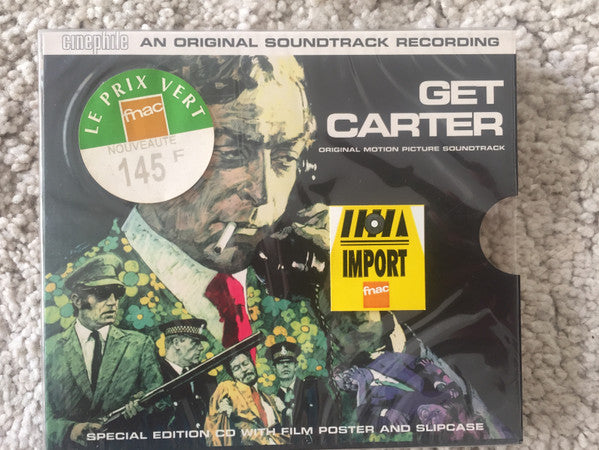 cinephile AN ORIGINAL SOUNDTRACK RECORDING
GET
CARTER
ORIGINAL MOTION PICTURE SOUNDTRACK
LE PRIX VERT
fnac
NOUVEAUTE
145 F
IMPORT
fnac
SPECIAL EDITION CD WITH FILM POSTER AND SLIPCASE